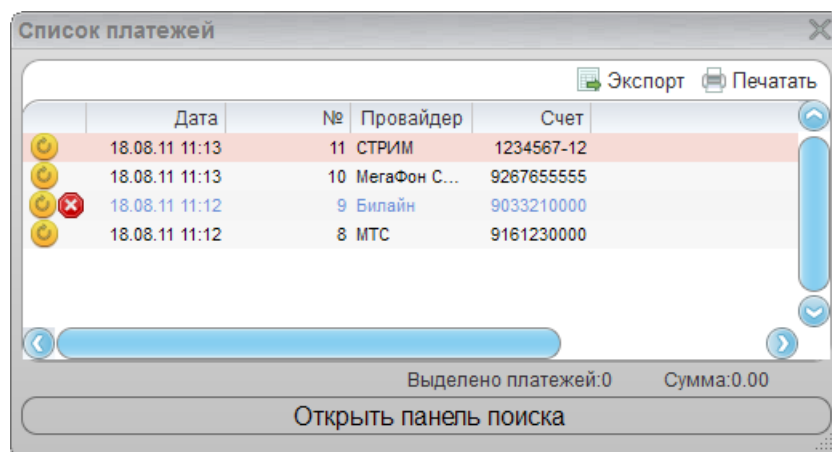 Список платежей
Экспорт Печатать
Дата № Провайдер Счет
18.08.11 11:13 11 СТРИМ 1234567-12
18.08.11 11:13 10 МегаФон С... 9267655555
18.08.11 11:12 9 Билайн 9033210000
18.08.11 11:12 8 МТС 9161230000
Выделено платежей:0 Сумма:0.00
Открыть панель поиска